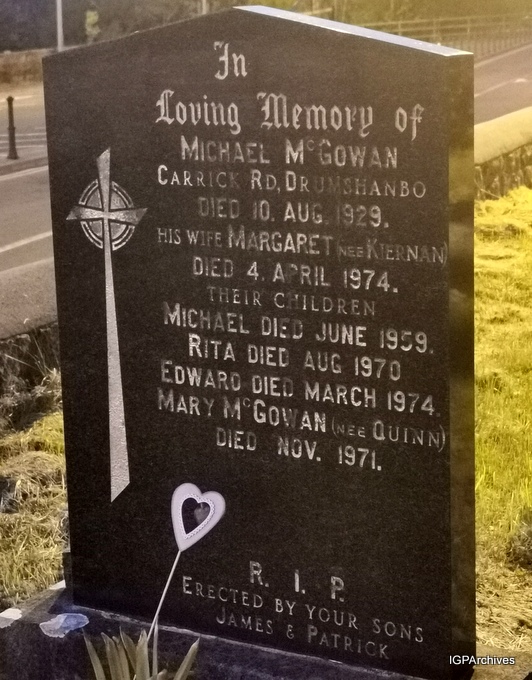 In
Loving Memory of
MICHAEL McGOWAN
CARRICK RD, DRUMSHANBO
DIED 10. AUG. 1929.
HIS WIFE MARGARET (NEE KIERNAN)
DIED 4. APRIL 1974.
THEIR CHILDREN
MICHAEL DIED JUNE 1959.
RITA DIED AUG 1970
EDWARD DIED MARCH 1974.
MARY McGOWAN (NEE QUINN)
DIED NOV. 1971.
R. I. P.
ERECTED BY YOUR SONS
JAMES & PATRICK
IGPArchives